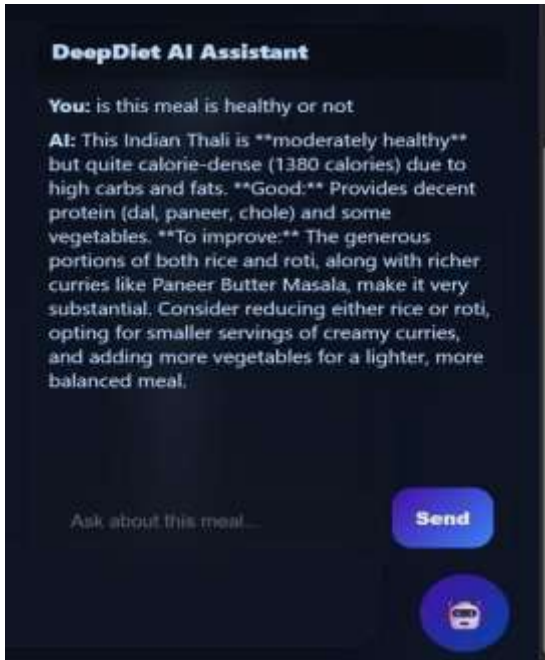 DeepDiet AI Assistant
You: is this meal is healthy or not
AI: This Indian Thali is **moderately healthy**
but quite calorie-dense (1380 calories) due to
high carbs and fats. **Good:** Provides decent
protein (dal, paneer, chole) and some
vegetables. **To improve:** The generous
portions of both rice and roti, along with richer
curries like Paneer Butter Masala, make it very
substantial. Consider reducing either rice or roti,
opting for smaller servings of creamy curries,
and adding more vegetables for a lighter, more
balanced meal.
Ask about this meal...
Send